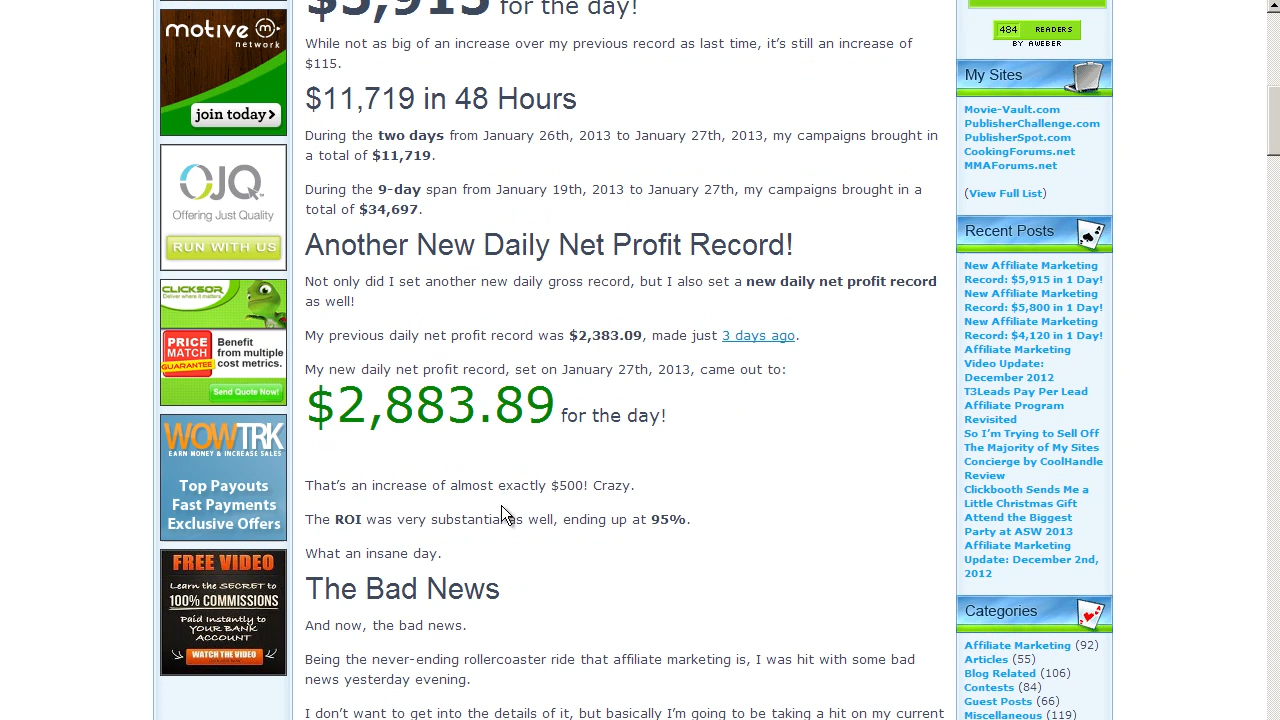 motive
network
join today>
OJQ
Offering Just Quality
RUN WITH US
CLICKSOR
Deliver where it matters
PRICE
MATCH
GUARANTEE
Benefit
from multiple
cost metrics.
Send Quote Now!
WOWTRK
EARN MONEY & INCREASE SALES
Top Payouts
Fast Payments
Exclusive Offers
FREE VIDEO
Learn the SECRET to
100% COMMISSIONS
Paid Instantly to
YOUR BANK
ACCOUNT
WATCH THE VIDEO
$5,915 for the day!
While not as big of an increase over my previous record as last time, it's still an increase of
$115.
$11,719 in 48 Hours
During the two days from January 26th, 2013 to January 27th, 2013, my campaigns brought in
a total of $11,719.
During the 9-day span from January 19th, 2013 to January 27th, my campaigns brought in a
total of $34,697.
Another New Daily Net Profit Record!
Not only did I set another new daily gross record, but I also set a new daily net profit record
as well!
My previous daily net profit record was $2,383.09, made just 3 days ago.
My new daily net profit record, set on January 27th, 2013, came out to:
$2,883.89 for the day!
That's an increase of almost exactly $500! Crazy.
The ROI was very substantial as well, ending up at 95%.
What an insane day.
The Bad News
And now, the bad news.
Being the never-ending rollercoaster ride that affiliate marketing is, I was hit with some bad
news yesterday evening.
I don't want to get into the details of it, but basically I'm going to be taking a hit on my current
484 READERS
BY AWEBER
My Sites
Movie-Vault.com
PublisherChallenge.com
PublisherSpot.com
CookingForums.net
MMAForums.net
(View Full List)
Recent Posts
New Affiliate Marketing
Record: $5,915 in 1 Day!
New Affiliate Marketing
Record: $5,800 in 1 Day!
New Affiliate Marketing
Record: $4,120 in 1 Day!
Affiliate Marketing
Video Update:
December 2012
T3Leads Pay Per Lead
Affiliate Program
Revisited
So I'm Trying to Sell Off
The Majority of My Sites
Concierge by CoolHandle
Review
Clickbooth Sends Me a
Little Christmas Gift
Attend the Biggest
Party at ASW 2013
Affiliate Marketing
Update: December 2nd,
2012
Categories
Affiliate Marketing (92)
Articles (55)
Blog Related (106)
Contests (84)
Guest Posts (66)
Miscellaneous (119)